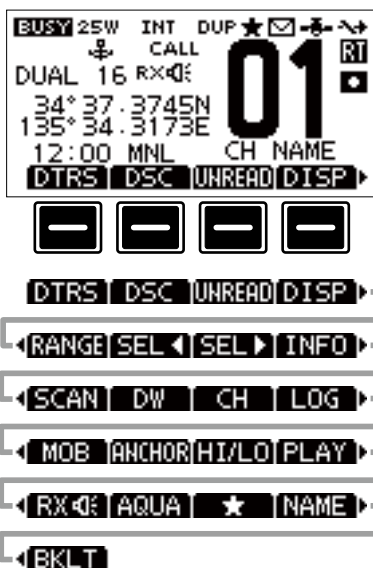 BUSY 25W INT DUP ★
CALL RT
DUAL 16 RX 01
34° 37.3745N
135° 34.3173E
12:00 MNL CH NAME
DTRS DSC UNREAD DISP
DTRS DSC UNREAD DISP
RANGE SEL ◀ SEL ▶ INFO
SCAN DW CH LOG
MOB ANCHOR HI/LO PLAY
RX AQUA ★ NAME
BKLT